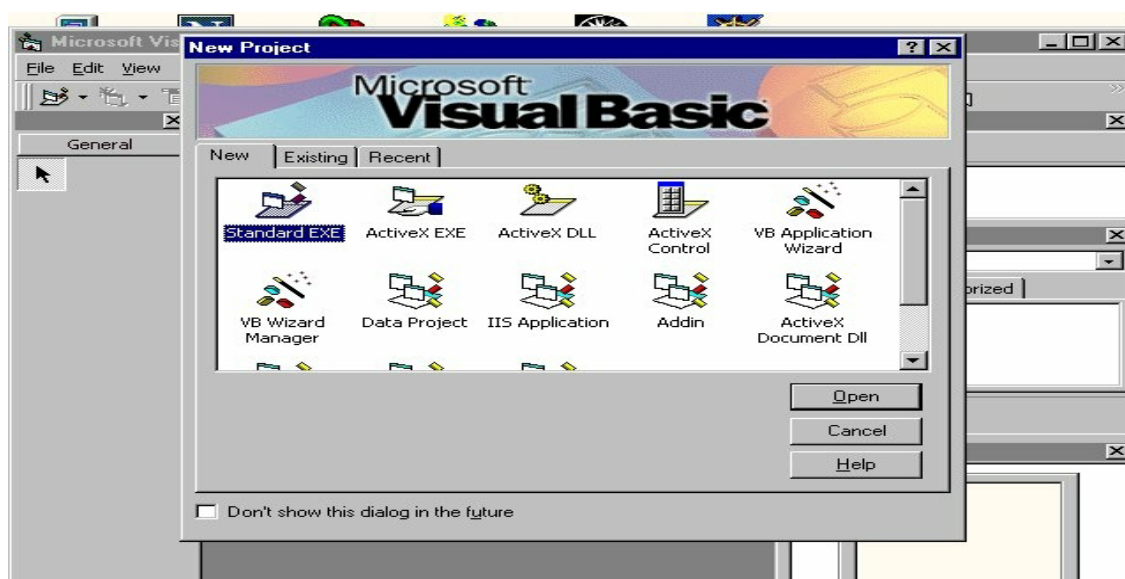 Microsoft Vis
New Project
File Edit View
Microsoft
Visual Basic
General
New Existing Recent
Standard EXE ActiveX EXE ActiveX DLL ActiveX Control VB Application Wizard
VB Wizard Manager Data Project IIS Application Addin ActiveX Document Dll
orized
Open
Cancel
Help
Don't show this dialog in the future